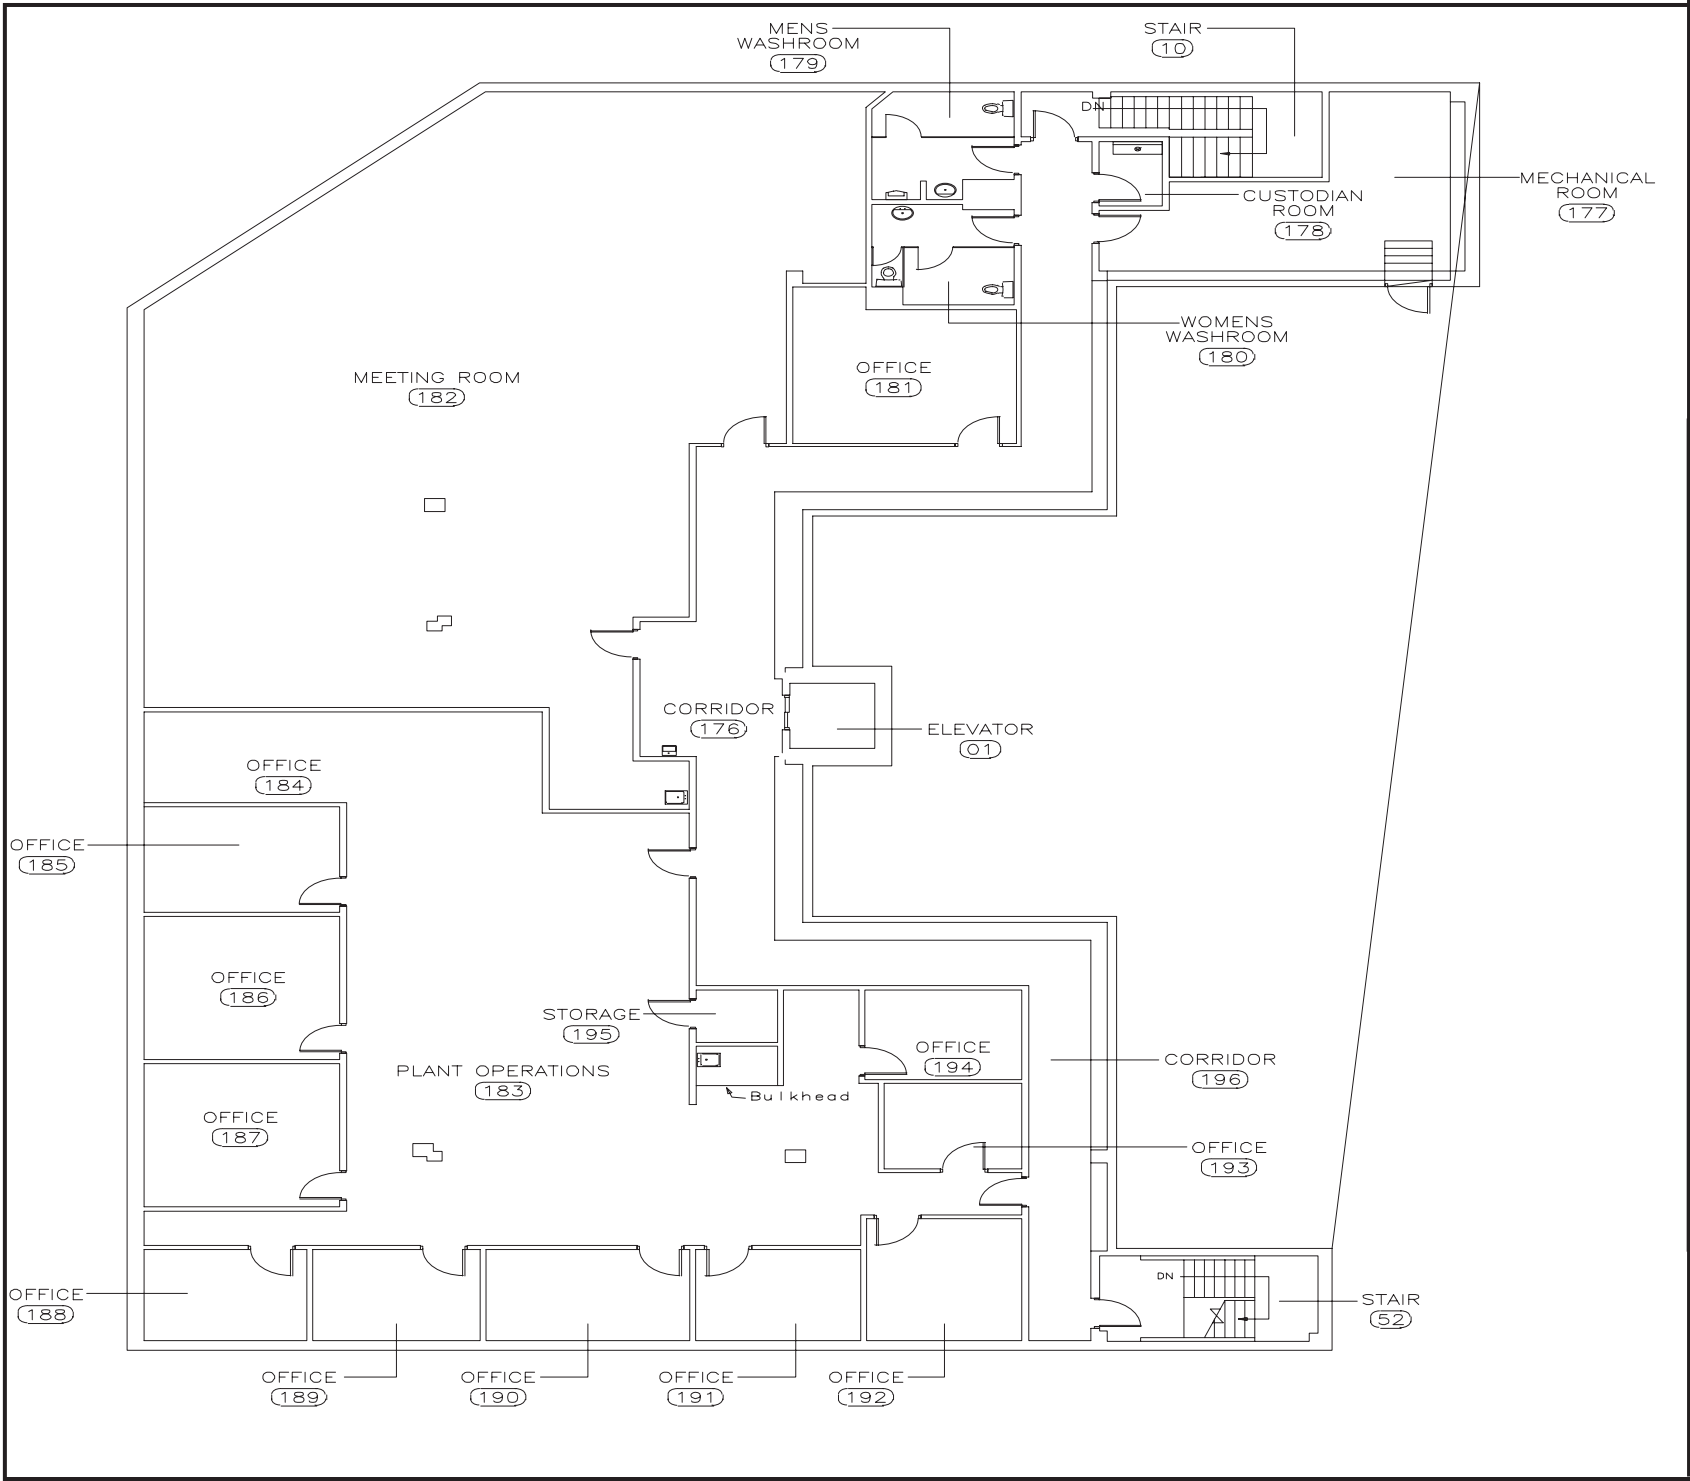 MENS
WASHROOM
179
STAIR
10
DN
MECHANICAL
ROOM
177
CUSTODIAN
ROOM
178
WOMENS
WASHROOM
180
OFFICE
181
MEETING ROOM
182
CORRIDOR
176
ELEVATOR
01
OFFICE
184
OFFICE
185
OFFICE
186
STORAGE
195
OFFICE
194
CORRIDOR
196
PLANT OPERATIONS
183
Bulkhead
OFFICE
187
OFFICE
193
DN
OFFICE
188
STAIR
52
OFFICE
189
OFFICE
190
OFFICE
191
OFFICE
192